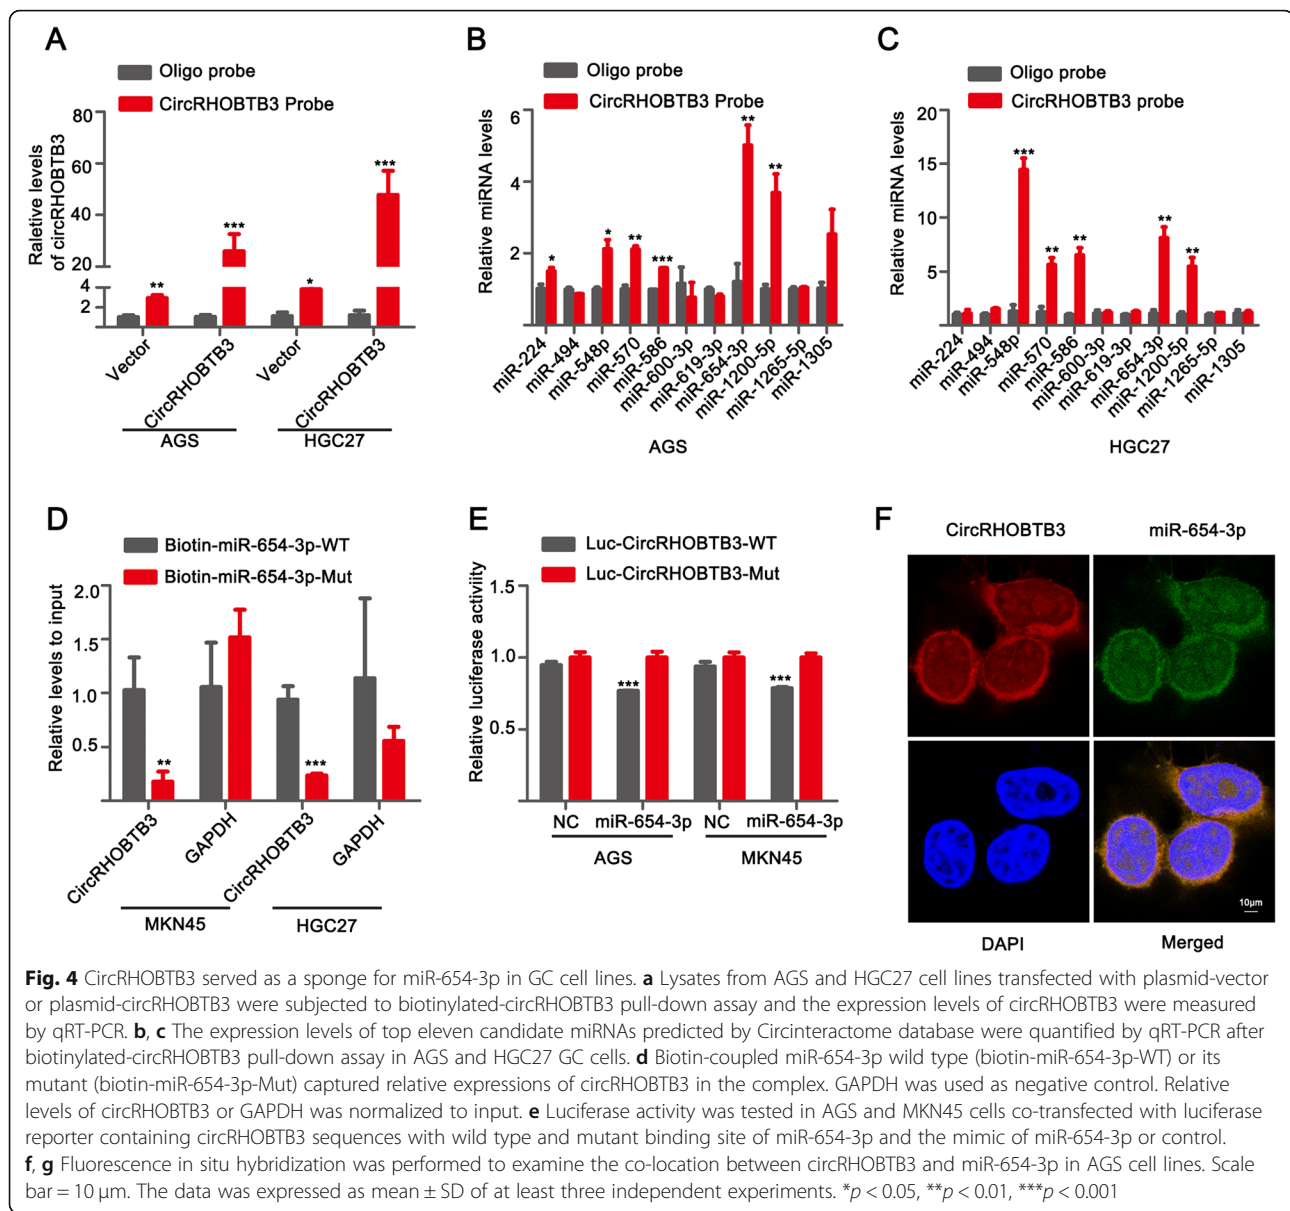 A
Oligo probe
CircRHOBTB3 Probe
Raletive levels
of circRHOBTB3
80
60
40
20
4
2
**
***
*
***
Vector
CircRHOBTB3
Vector
CircRHOBTB3
AGS
HGC27
B
Oligo probe
CircRHOBTB3 Probe
Relative miRNA levels
6
4
2
*
*
**
***
**
**
miR-224
miR-494
miR-548p
miR-570
miR-586
miR-600-3p
miR-619-3p
miR-654-3p
miR-1200-5p
miR-1265-5p
miR-1305
AGS
C
Oligo probe
CircRHOBTB3 probe
Relative miRNA levels
20
15
10
5
***
**
**
**
**
miR-224
miR-494
miR-548p
miR-570
miR-586
miR-600-3p
miR-619-3p
miR-654-3p
miR-1200-5p
miR-1265-5p
miR-1305
HGC27
D
Biotin-miR-654-3p-WT
Biotin-miR-654-3p-Mut
Relative levels to input
2.0
1.5
1.0
0.5
**
***
CircRHOBTB3
GAPDH
CircRHOBTB3
GAPDH
MKN45
HGC27
E
Luc-CircRHOBTB3-WT
Luc-CircRHOBTB3-Mut
Relative luciferase activiity
1.5
1.0
0.5
***
***
NC miR-654-3p NC miR-654-3p
AGS
MKN45
F
CircRHOBTB3
miR-654-3p
10μm
DAPI
Merged
Fig. 4 CircRHOBTB3 served as a sponge for miR-654-3p in GC cell lines. a Lysates from AGS and HGC27 cell lines transfected with plasmid-vector
or plasmid-circRHOBTB3 were subjected to biotinylated-circRHOBTB3 pull-down assay and the expression levels of circRHOBTB3 were measured
by qRT-PCR. b, c The expression levels of top eleven candidate miRNAs predicted by Circinteractome database were quantified by qRT-PCR after
biotinylated-circRHOBTB3 pull-down assay in AGS and HGC27 GC cells. d Biotin-coupled miR-654-3p wild type (biotin-miR-654-3p-WT) or its
mutant (biotin-miR-654-3p-Mut) captured relative expressions of circRHOBTB3 in the complex. GAPDH was used as negative control. Relative
levels of circRHOBTB3 or GAPDH was normalized to input. e Luciferase activity was tested in AGS and MKN45 cells co-transfected with luciferase
reporter containing circRHOBTB3 sequences with wild type and mutant binding site of miR-654-3p and the mimic of miR-654-3p or control.
f, g Fluorescence in situ hybridization was performed to examine the co-location between circRHOBTB3 and miR-654-3p in AGS cell lines. Scale
bar = 10 μm. The data was expressed as mean ± SD of at least three independent experiments. *p < 0.05, **p < 0.01, ***p < 0.001